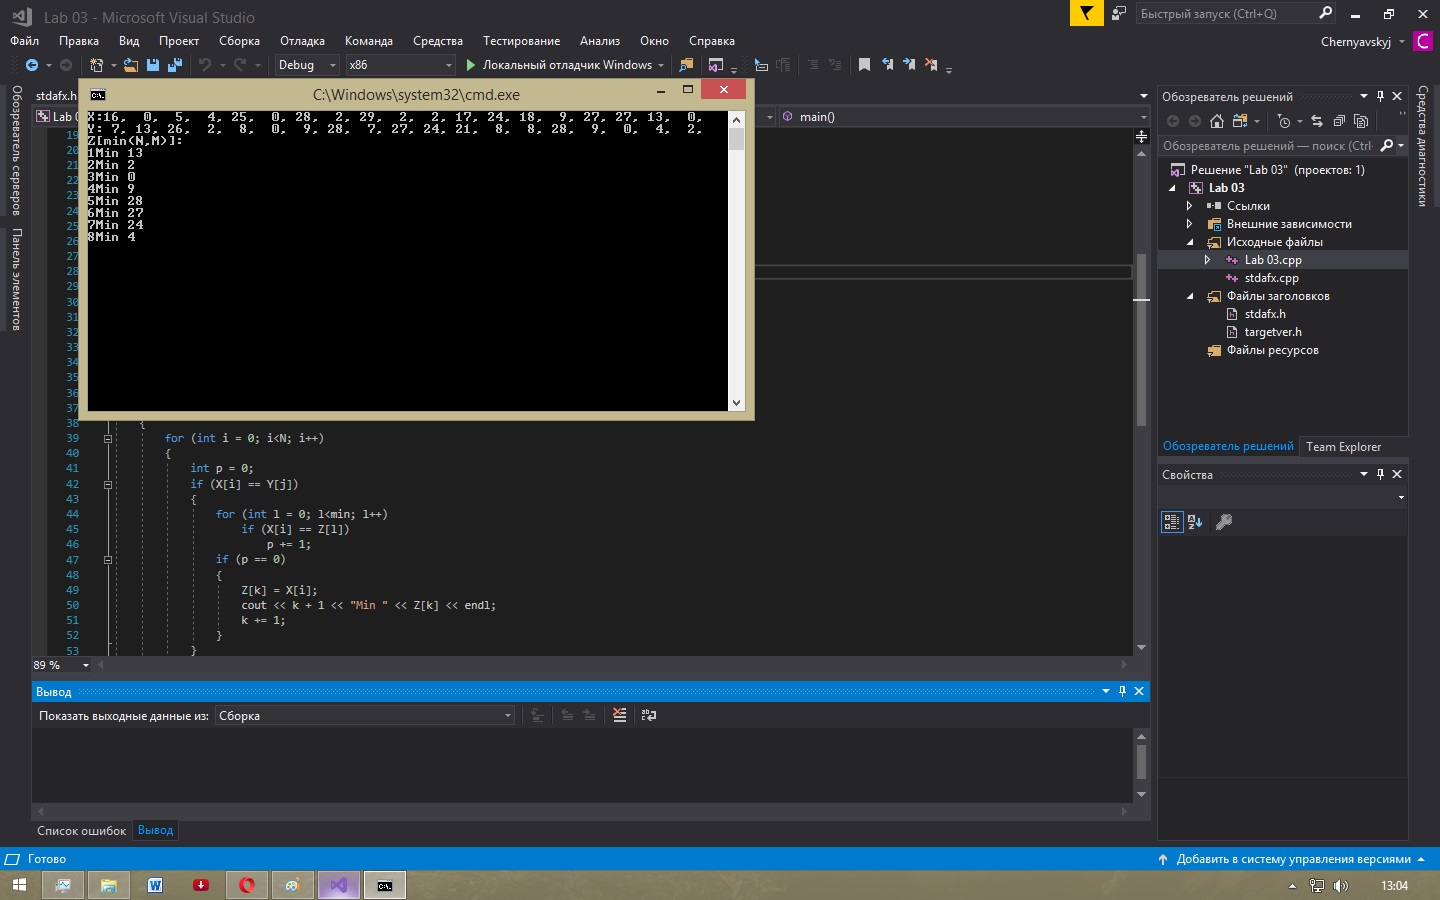 Lab 03 - Microsoft Visual Studio
Быстрый запуск (Ctrl+Q)
Файл Правка Вид Проект Сборка Отладка Команда Средства Тестирование Анализ Окно Справка
Chernyavskyj C
Debug x86 Локальный отладчик Windows
Обозреватель серверов
Панель элементов
stdafx.h
Lab 0
main()
C:\Windows\system32\cmd.exe
X:16, 0, 5, 4, 25, 0, 28, 2, 29, 2, 2, 17, 24, 18, 9, 27, 27, 13, 0,
Y: 7, 13, 26, 2, 8, 0, 9, 28, 7, 27, 24, 21, 8, 8, 28, 9, 0, 4, 2,
Z[min(N,M)]:
1Min 13
2Min 2
3Min 0
4Min 9
5Min 28
6Min 27
7Min 24
8Min 4
19
20
21
22
23
24
25
26
27
28
29
30
31
32
33
34
35
36
37
38 {
39 for (int i = 0; i<N; i++)
40 {
41 int p = 0;
42 if (X[i] == Y[j])
43 {
44 for (int l = 0; l<min; l++)
45 if (X[i] == Z[l])
46 p += 1;
47 if (p == 0)
48 {
49 Z[k] = X[i];
50 cout << k + 1 << "Min " << Z[k] << endl;
51 k += 1;
52 }
53 }
89 %
Вывод
Показать выходные данные из: Сборка
Список ошибок Вывод
Обозреватель решений
Обозреватель решений — поиск (Ctrl
Решение "Lab 03" (проектов: 1)
Lab 03
Ссылки
Внешние зависимости
Исходные файлы
Lab 03.cpp
stdafx.cpp
Файлы заголовков
stdafx.h
targetver.h
Файлы ресурсов
Обозреватель решений Team Explorer
Свойства
Средства диагностики
Готово
Добавить в систему управления версиями
13:04